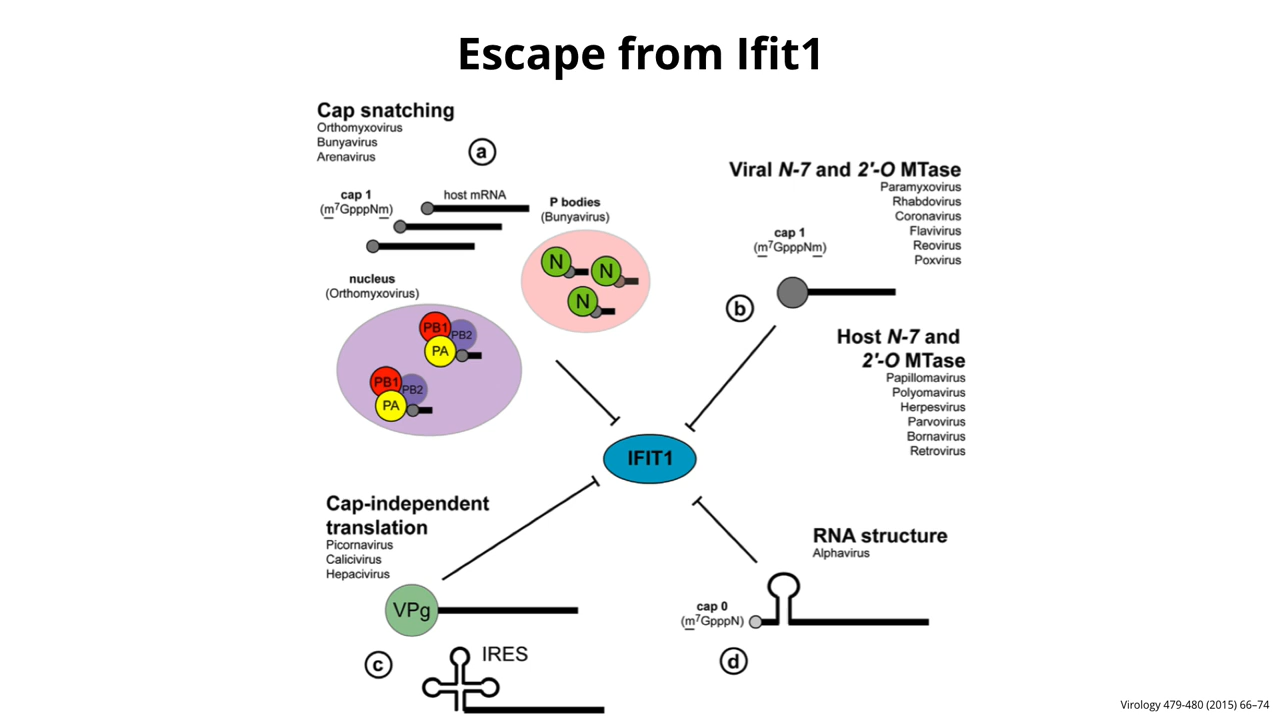 Escape from Ifit1
Cap snatching
Orthomyxovirus
Bunyavirus
Arenavirus
a
cap 1
(m⁷GpppNm)
host mRNA
P bodies
(Bunyavirus)
N
N
N
nucleus
(Orthomyxovirus)
PB1
PB2
PA
PB1
PB2
PA
Viral N-7 and 2'-O MTase
Paramyxovirus
Rhabdovirus
Coronavirus
Flavivirus
Reovirus
Poxvirus
cap 1
(m⁷GpppNm)
b
Host N-7 and
2'-O MTase
Papillomavirus
Polyomavirus
Herpesvirus
Parvovirus
Bornavirus
Retrovirus
IFIT1
Cap-independent
translation
Picornavirus
Calicivirus
Hepacivirus
VPg
c
IRES
RNA structure
Alphavirus
cap 0
(m⁷GpppN)
d
Virology 479-480 (2015) 66–74